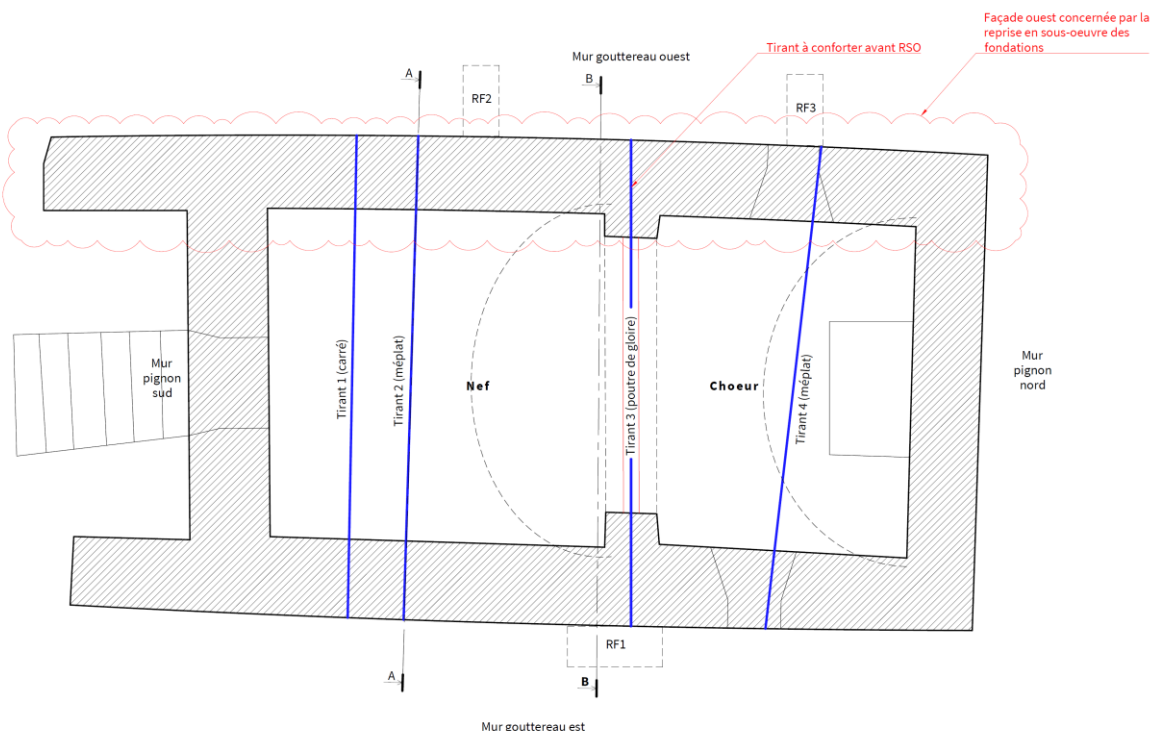 Façade ouest concernée par la
reprise en sous-oeuvre des
fondations
Tirant à conforter avant RSO
Mur gouttereau ouest
A
B
RF2
RF3
Mur
pignon
sud
Tirant 1 (carré)
Tirant 2 (méplat)
Nef
Tirant 3 (poutre de gloire)
Choeur
Tirant 4 (méplat)
Mur
pignon
nord
RF1
A
B
Mur gouttereau est